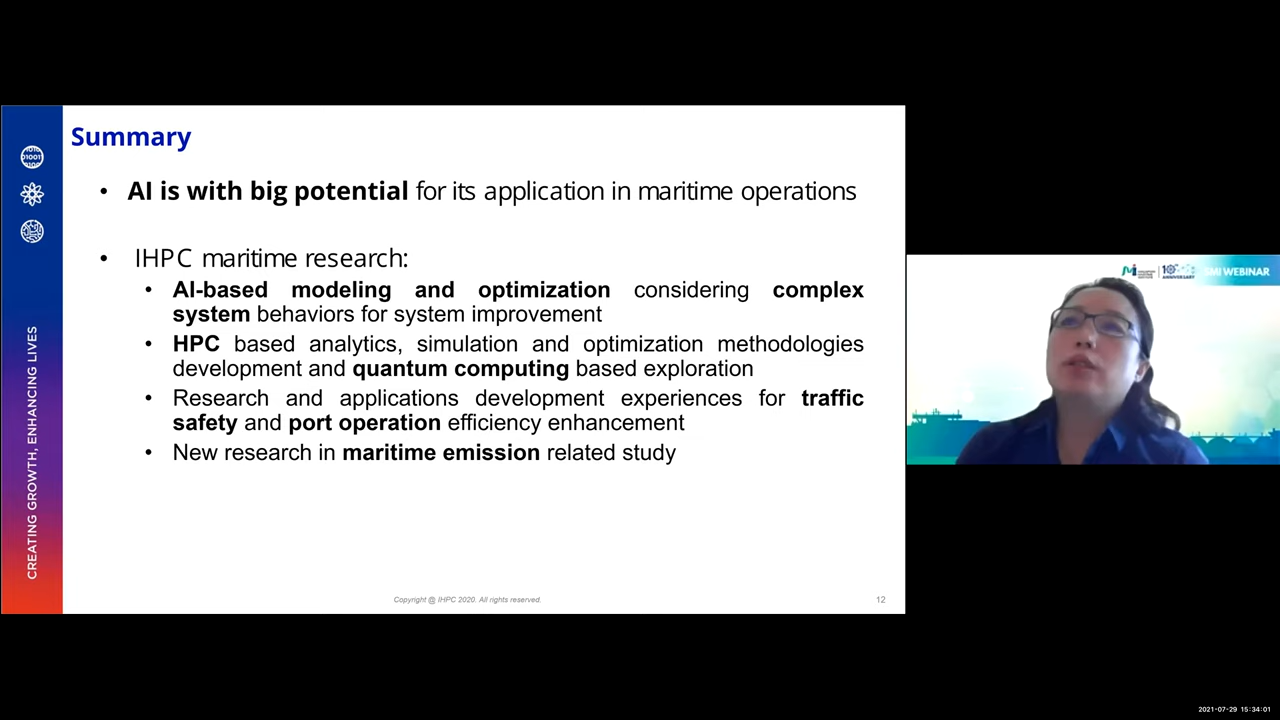 Summary
• AI is with big potential for its application in maritime operations
• IHPC maritime research:
• AI-based modeling and optimization considering complex
system behaviors for system improvement
• HPC based analytics, simulation and optimization methodologies
development and quantum computing based exploration
• Research and applications development experiences for traffic
safety and port operation efficiency enhancement
• New research in maritime emission related study
Copyright @ IHPC 2020. All rights reserved.
12
CREATING GROWTH, ENHANCING LIVES
01001
ANNIVERSARY
WEBINAR
2021-07-29 15:34:01